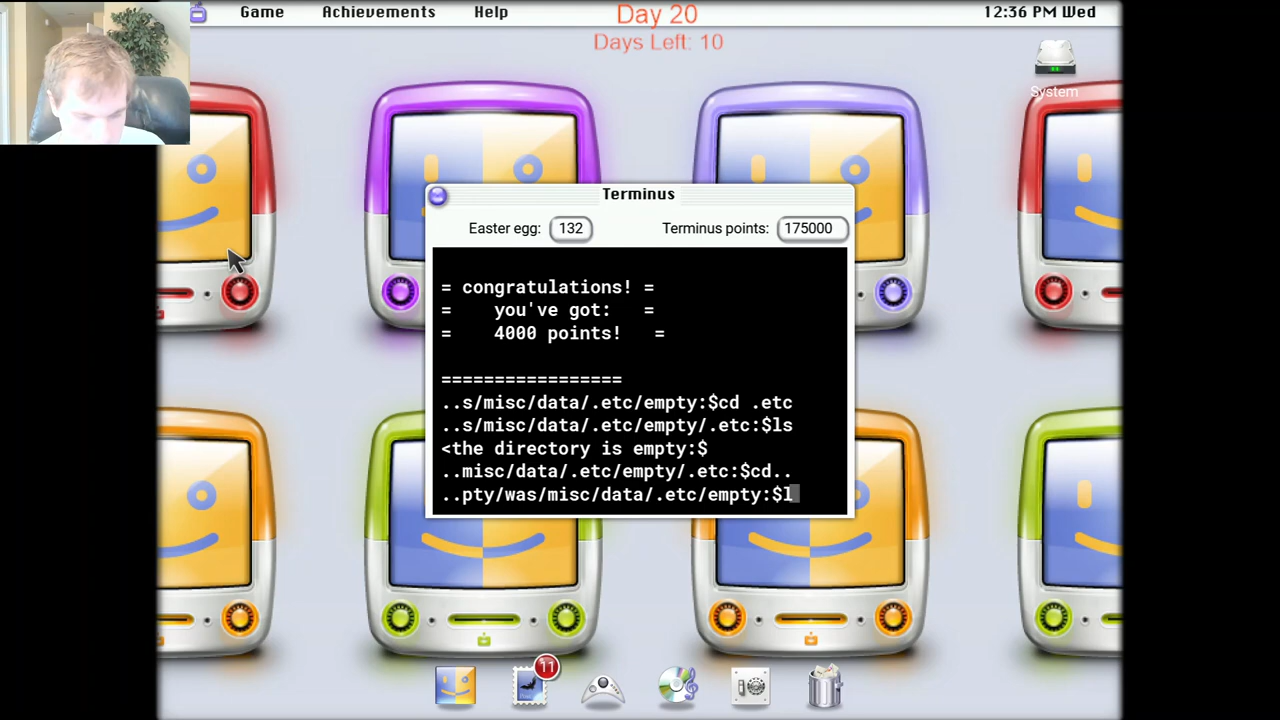 Game Achievements Help
Day 20
Days Left: 10
12:36 PM Wed
System
Terminus
Easter egg: 132 Terminus points: 175000
= congratulations! =
= you've got: =
= 4000 points! =
=================
..s/misc/data/.etc/empty:$cd .etc
..s/misc/data/.etc/empty/.etc:$ls
<the directory is empty:$
..misc/data/.etc/empty/.etc:$cd..
..pty/was/misc/data/.etc/empty:$l
11